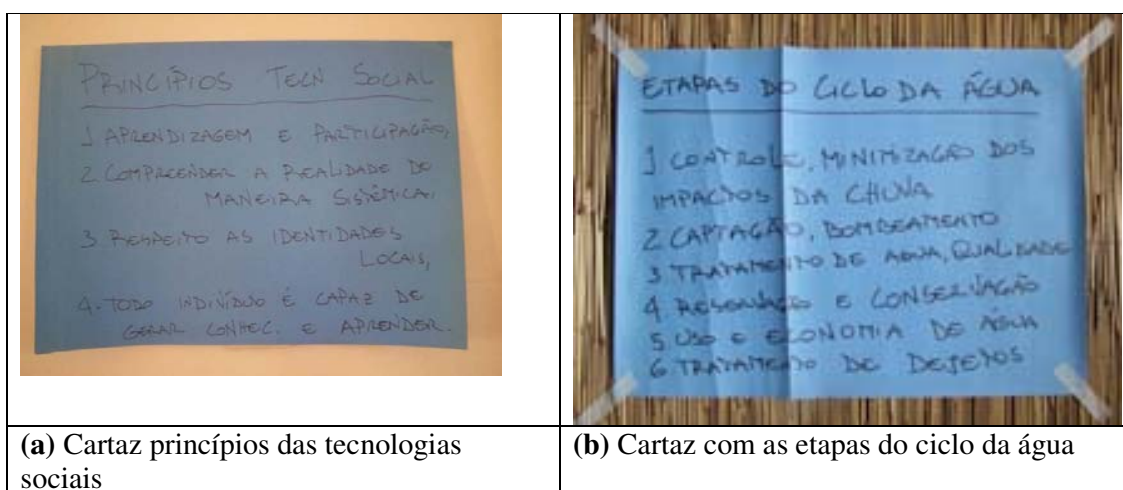 PRINCÍPIOS TECN SOCIAL
1 APRENDIZAGEM E PARTICIPAÇÃO,
2 COMPREENDER A REALIDADE DO
MANEIRA SISTÊMICA,
3 RESPEITO AS IDENTIDADES
LOCAIS,
4. TODO INDIVÍDUO É CAPAZ DE
GERAR CONHEC. E APRENDER.
(a) Cartaz princípios das tecnologias
sociais
ETAPAS DO CICLO DA ÁGUA
1 CONTROLE, MINIMIZAÇÃO DOS
IMPACTOS DA CHUVA
2 CAPTAÇÃO, BOMBEAMENTO
3 TRATAMENTO DE AGUA, QUALIDADE
4 RESERVAÇÃO E CONSERVAÇÃO
5 USO E ECONOMIA DE ÁGUA
6 TRATAMENTO DE DEJETOS
(b) Cartaz com as etapas do ciclo da água